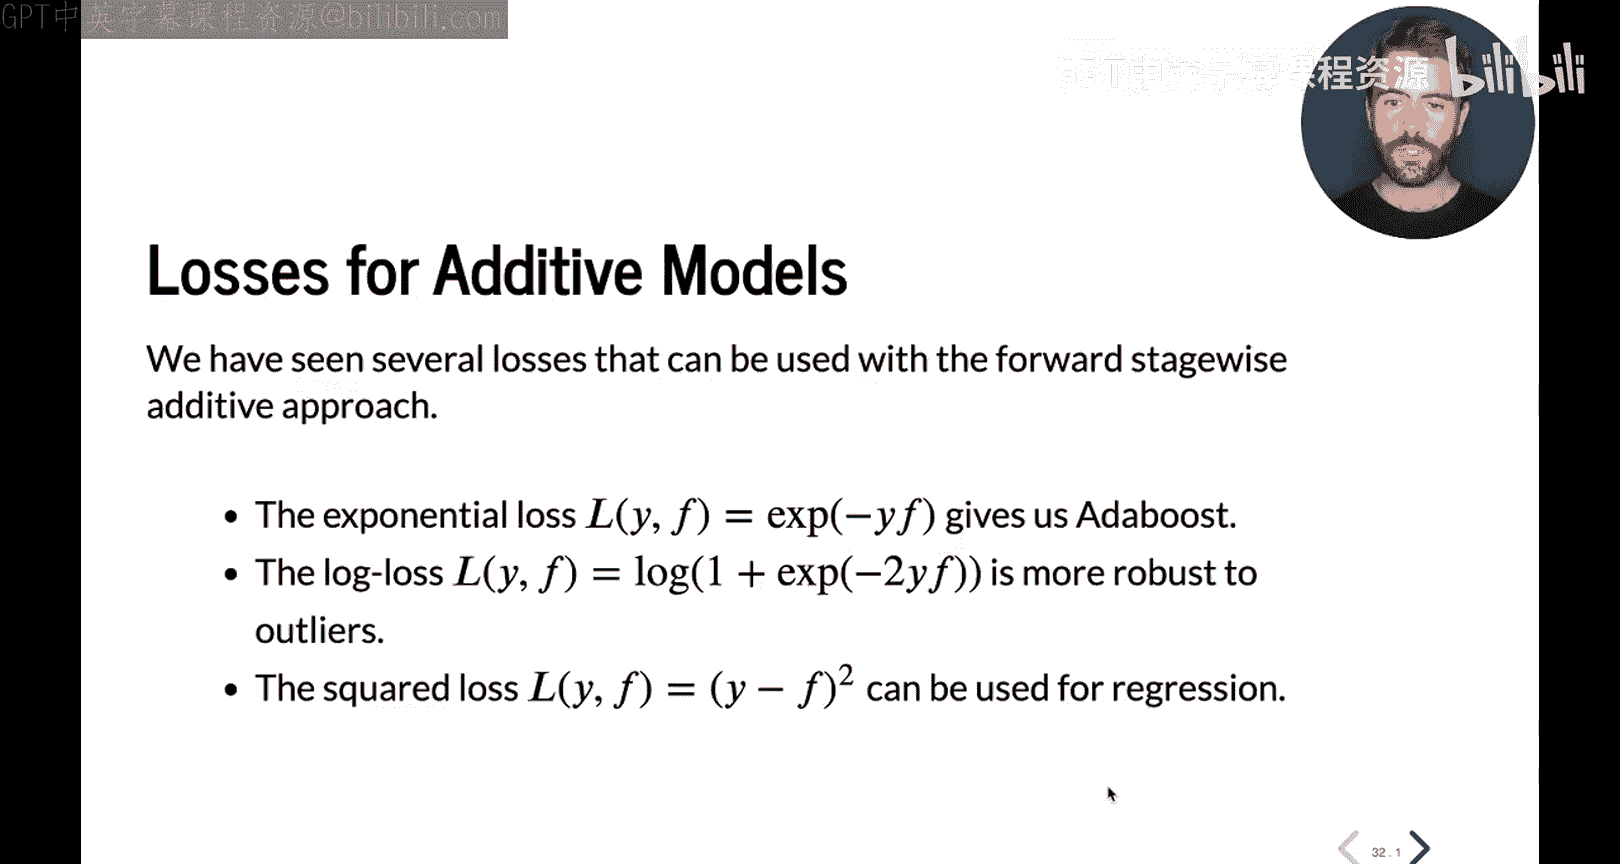 GPT中英字幕课程资源@bilibili.com
课程资源 bilibili
Losses for Additive Models
We have seen several losses that can be used with the forward stagewise
additive approach.
• The exponential loss L(y, f) = exp(−yf) gives us Adaboost.
• The log-loss L(y, f) = log(1 + exp(−2yf)) is more robust to
outliers.
• The squared loss L(y, f) = (y − f)² can be used for regression.
32.1